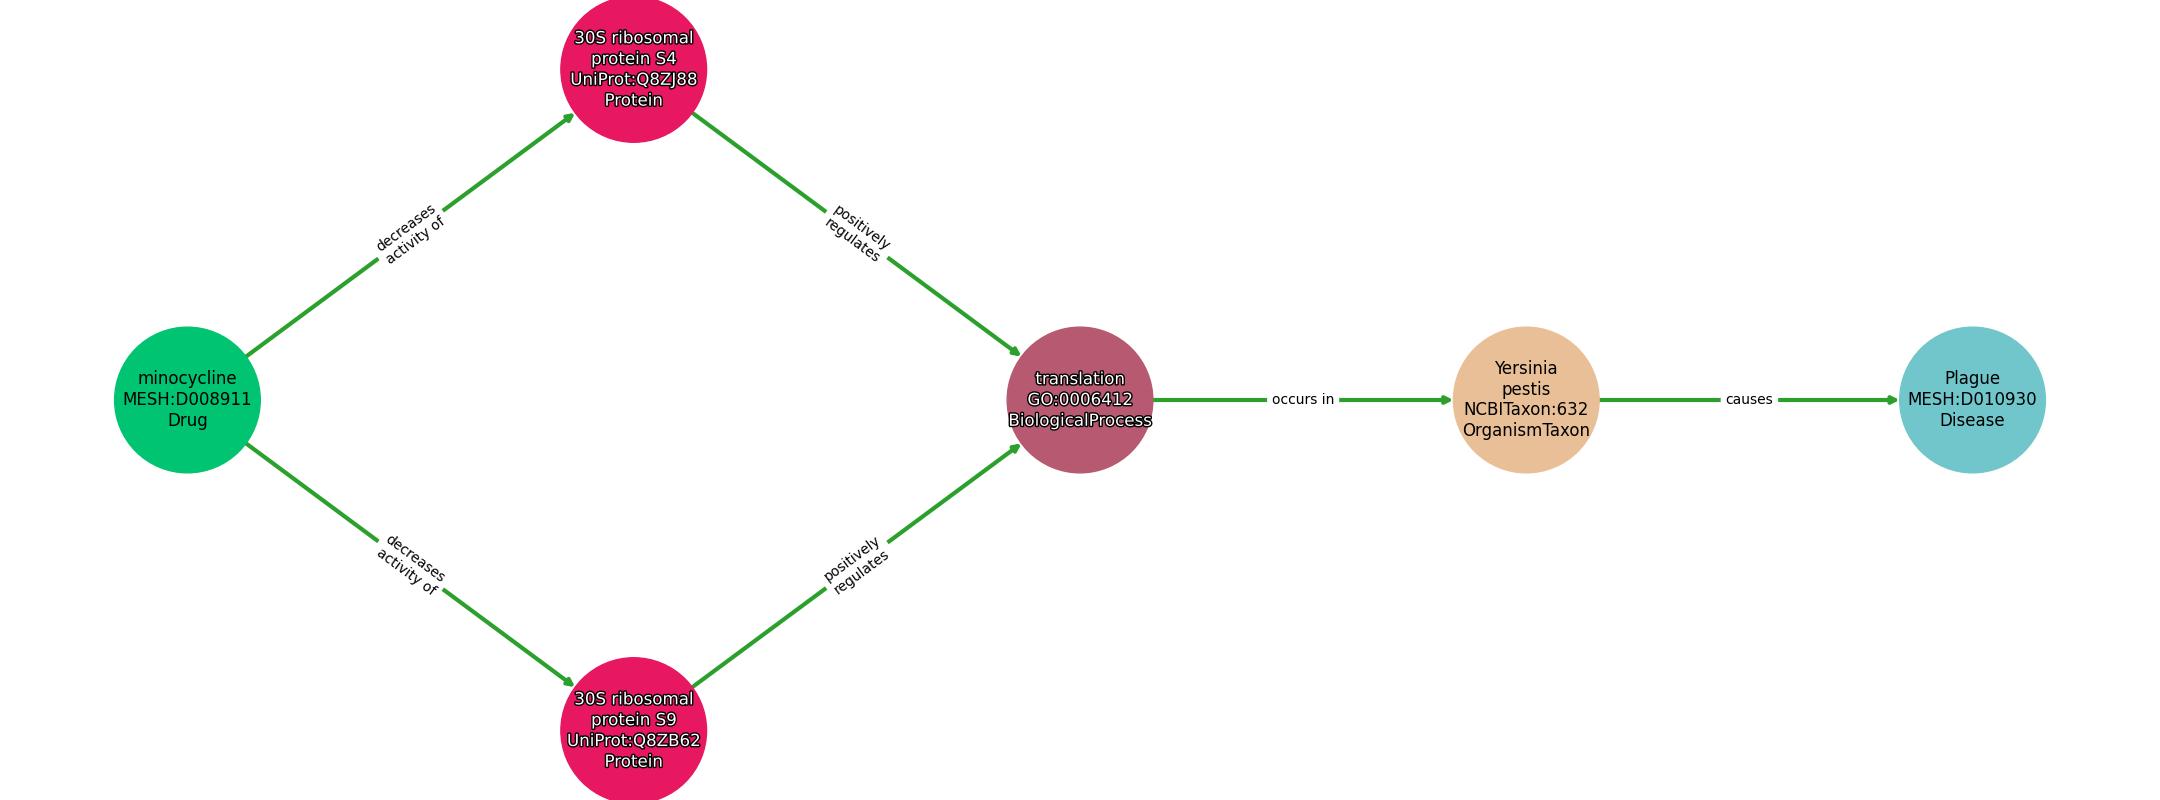 30S ribosomal
protein S4
UniProt:Q8ZJ88
Protein
decreases
activity of
positively
regulates
minocycline
MESH:D008911
Drug
translation
GO:0006412
BiologicalProcess
occurs in
Yersinia
pestis
NCBITaxon:632
OrganismTaxon
causes
Plague
MESH:D010930
Disease
decreases
activity of
positively
regulates
30S ribosomal
protein S9
UniProt:Q8ZB62
Protein